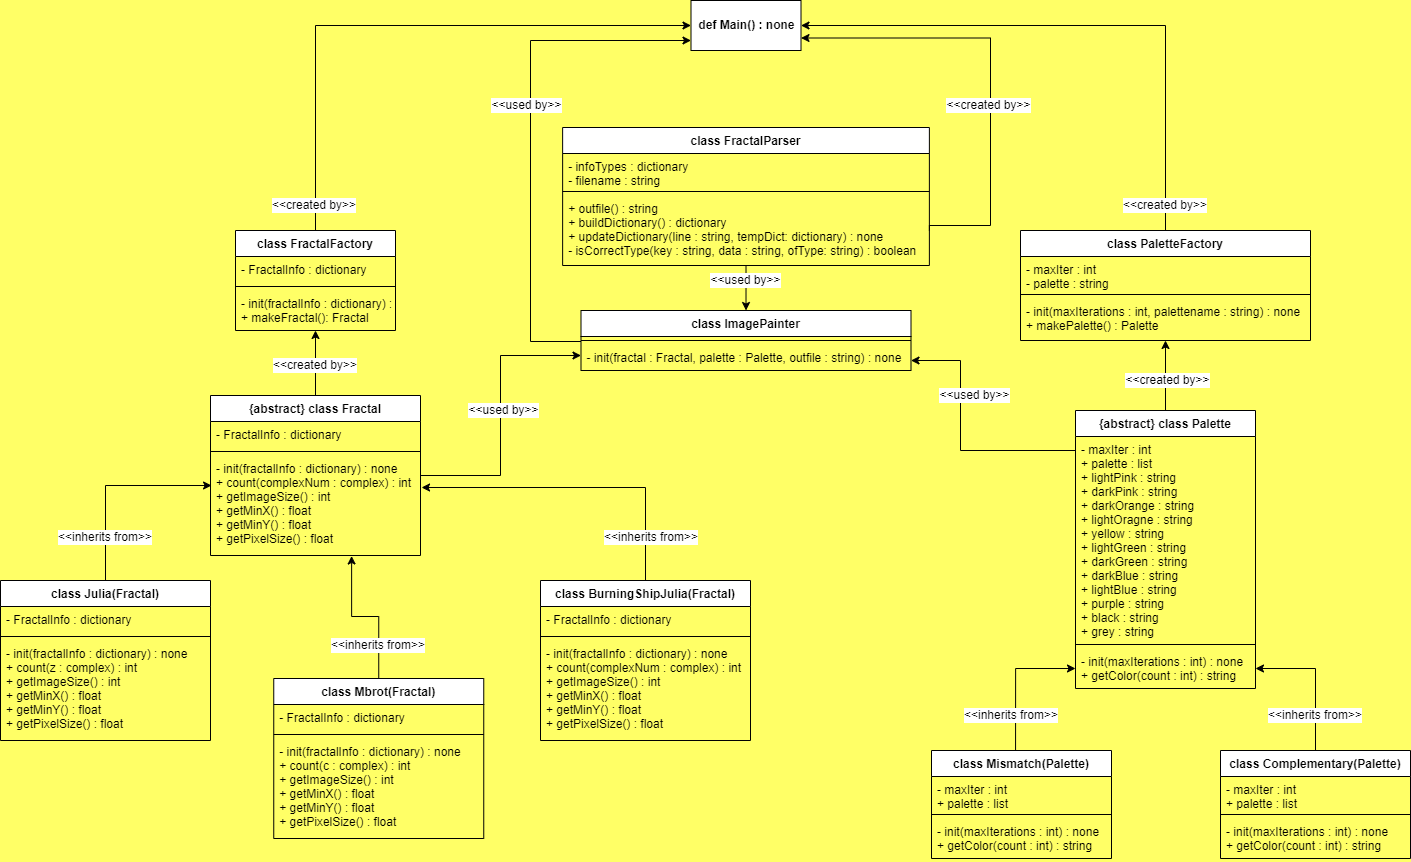 def Main() : none
<<used by>>
<<created by>>
class FractalParser
- infoTypes : dictionary
- filename : string
+ outfile() : string
+ buildDictionary() : dictionary
+ updateDictionary(line : string, tempDict: dictionary) : none
- isCorrectType(key : string, data : string, ofType: string) : boolean
<<created by>>
class FractalFactory
- FractalInfo : dictionary
- init(fractalInfo : dictionary) :
+ makeFractal(): Fractal
<<created by>>
class PaletteFactory
- maxIter : int
- palette : string
- init(maxIterations : int, palettename : string) : none
+ makePalette() : Palette
<<used by>>
class ImagePainter
- init(fractal : Fractal, palette : Palette, outfile : string) : none
<<created by>>
<<used by>>
<<used by>>
<<created by>>
{abstract} class Fractal
- FractalInfo : dictionary
- init(fractalInfo : dictionary) : none
+ count(complexNum : complex) : int
+ getImageSize() : int
+ getMinX() : float
+ getMinY() : float
+ getPixelSize() : float
{abstract} class Palette
- maxIter : int
+ palette : list
+ lightPink : string
+ darkPink : string
+ darkOrange : string
+ lightOragne : string
+ yellow : string
+ lightGreen : string
+ darkGreen : string
+ darkBlue : string
+ lightBlue : string
+ purple : string
+ black : string
+ grey : string
- init(maxIterations : int) : none
+ getColor(count : int) : string
<<inherits from>>
<<inherits from>>
<<inherits from>>
class Julia(Fractal)
- FractalInfo : dictionary
- init(fractalInfo : dictionary) : none
+ count(z : complex) : int
+ getImageSize() : int
+ getMinX() : float
+ getMinY() : float
+ getPixelSize() : float
class Mbrot(Fractal)
- FractalInfo : dictionary
- init(fractalInfo : dictionary) : none
+ count(c : complex) : int
+ getImageSize() : int
+ getMinX() : float
+ getMinY() : float
+ getPixelSize() : float
class BurningShipJulia(Fractal)
- FractalInfo : dictionary
- init(fractalInfo : dictionary) : none
+ count(complexNum : complex) : int
+ getImageSize() : int
+ getMinX() : float
+ getMinY() : float
+ getPixelSize() : float
<<inherits from>>
<<inherits from>>
class Mismatch(Palette)
- maxIter : int
+ palette : list
- init(maxIterations : int) : none
+ getColor(count : int) : string
class Complementary(Palette)
- maxIter : int
+ palette : list
- init(maxIterations : int) : none
+ getColor(count : int) : string